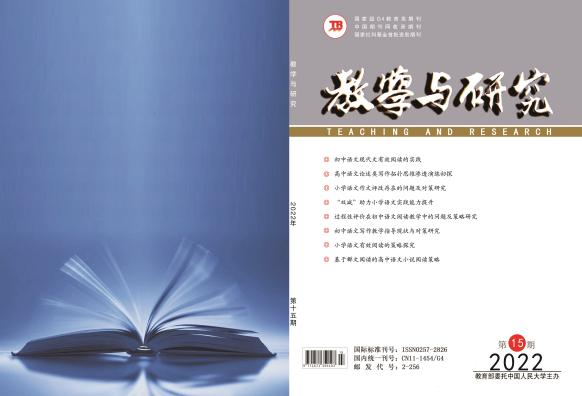 教学与研究
2022年
第十五期
国家级G4教育类期刊
中国期刊网收录期刊
国家社科基金首批资助期刊
教学与研究
TEACHING AND RESEARCH
初中语文现代文有效阅读的实践
高中语文论述类写作拓扑思维渗透演练初探
小学语文作文评改存在的问题及对策研究
“双减”助力小学语文实践能力提升
过程性评价在初中语文阅读教学中的问题及策略研究
初中语文写作教学指导现状与对策研究
小学语文有效阅读的策略探究
基于群文阅读的高中语文小说阅读策略
国际标准刊号：ISSN0257-2826
国内统一刊号：CN11-1454/G4
邮发代号：2-256
第15期
2022
教育部委托中国人民大学主办